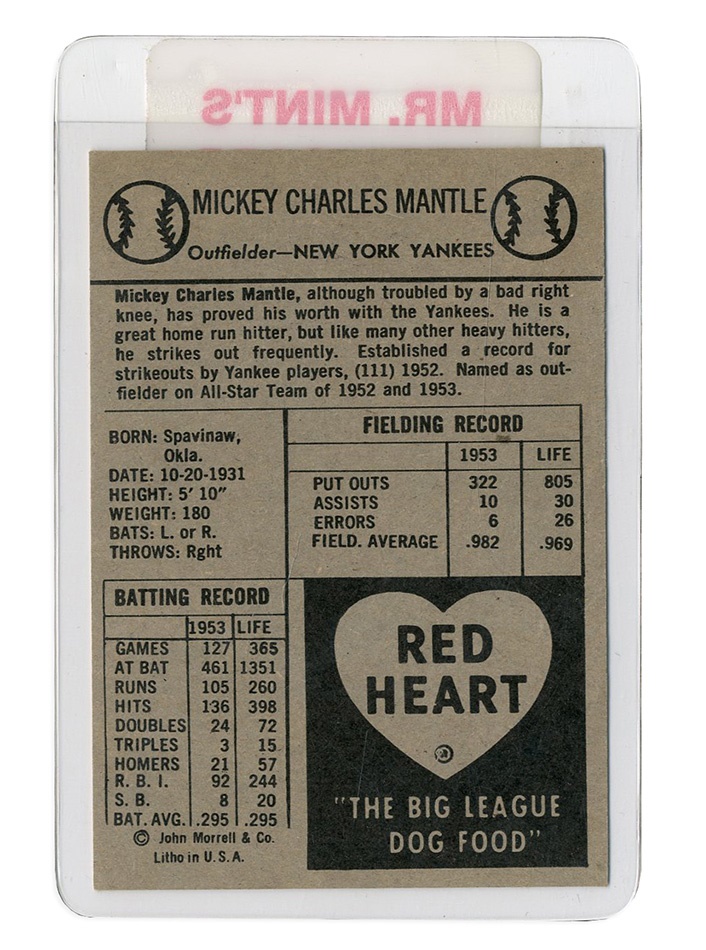 MR. MINT'S
MICKEY CHARLES MANTLE
Outfielder—NEW YORK YANKEES
Mickey Charles Mantle, although troubled by a bad right
knee, has proved his worth with the Yankees. He is a
great home run hitter, but like many other heavy hitters,
he strikes out frequently. Established a record for
strikeouts by Yankee players, (111) 1952. Named as out-
fielder on All-Star Team of 1952 and 1953.
BORN: Spavinaw,
Okla.
DATE: 10-20-1931
HEIGHT: 5' 10"
WEIGHT: 180
BATS: L. or R.
THROWS: Rght
FIELDING RECORD
1953 LIFE
PUT OUTS 322 805
ASSISTS 10 30
ERRORS 6 26
FIELD. AVERAGE .982 .969
BATTING RECORD
1953 LIFE
GAMES 127 365
AT BAT 461 1351
RUNS 105 260
HITS 136 398
DOUBLES 24 72
TRIPLES 3 15
HOMERS 21 57
R. B. I. 92 244
S. B. 8 20
BAT. AVG. .295 .295
© John Morrell & Co.
Litho in U. S. A.
RED
HEART
"THE BIG LEAGUE
DOG FOOD"